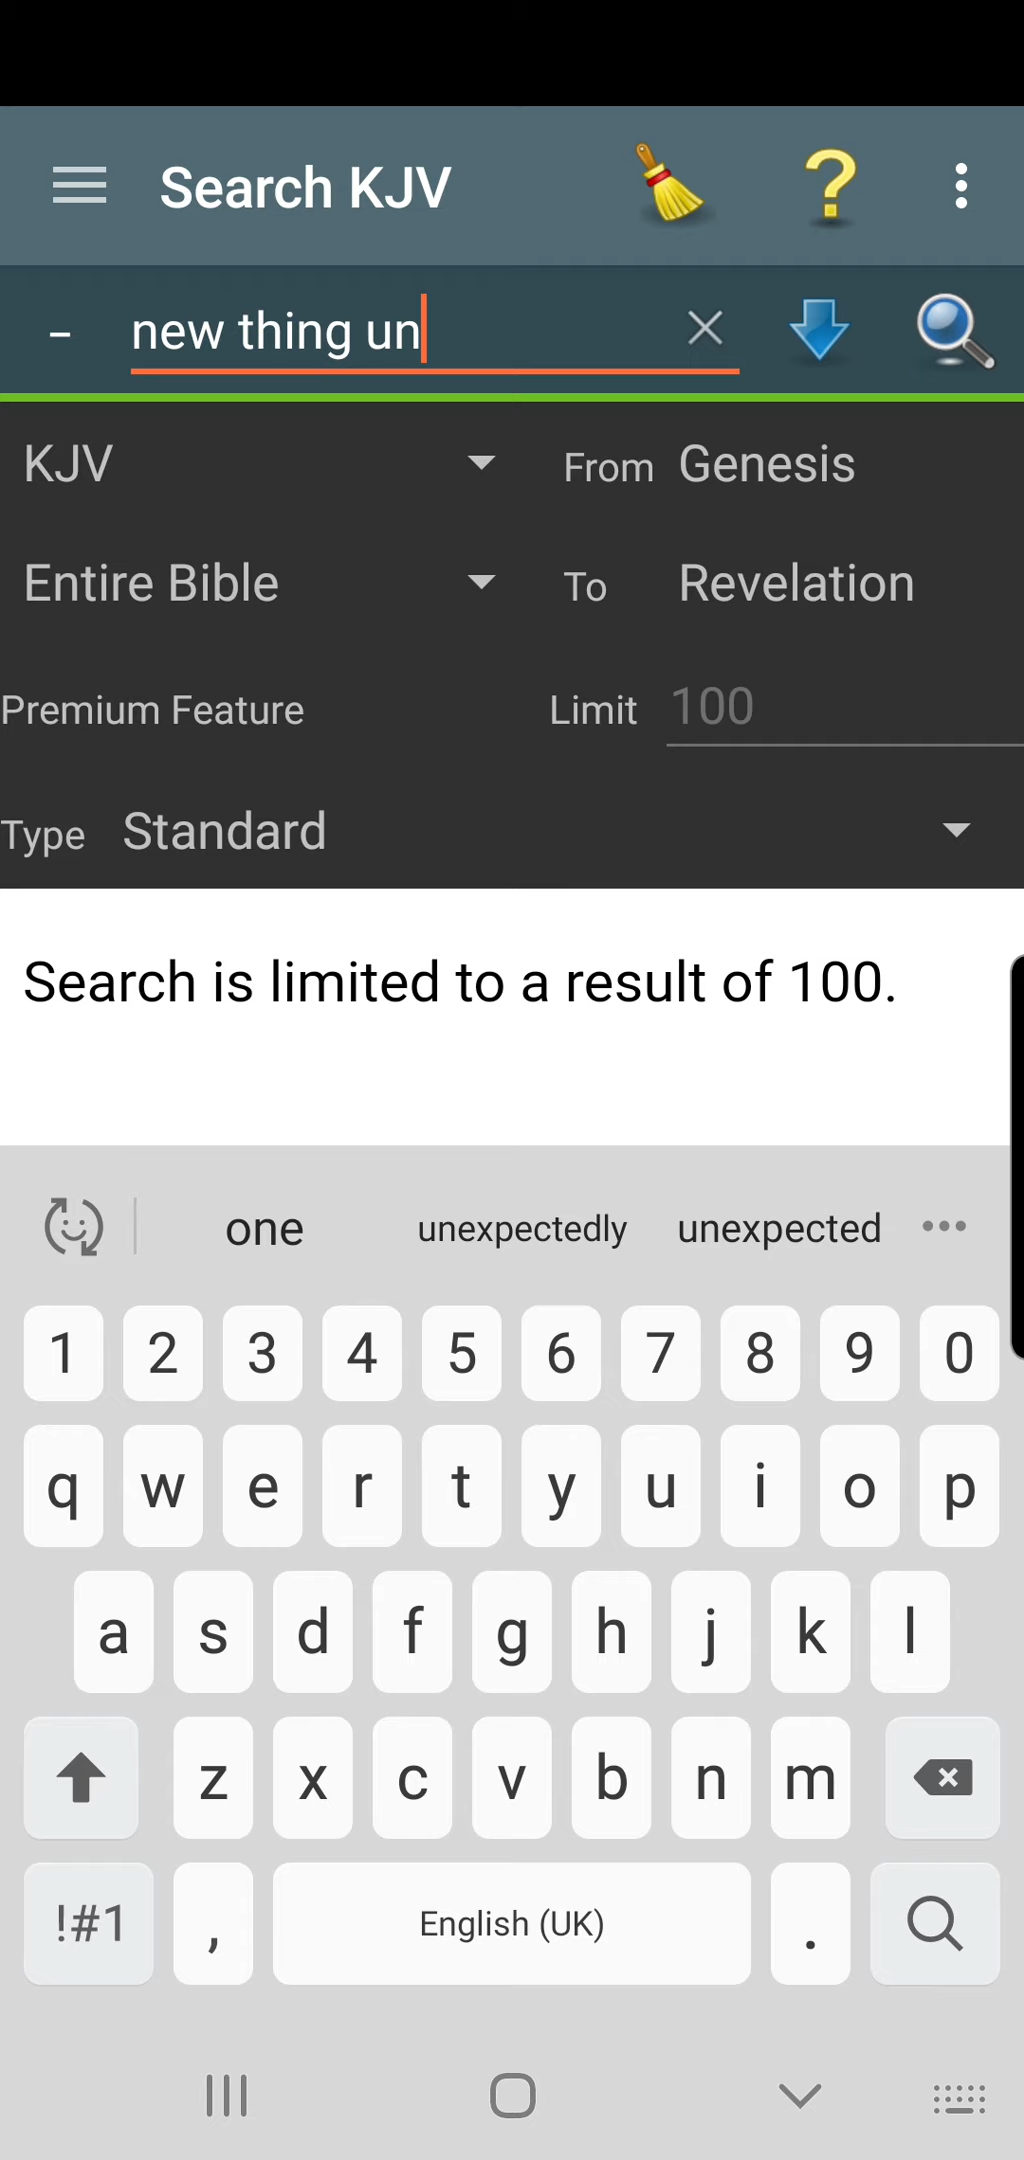 Search KJV
– new thing un
KJV From Genesis
Entire Bible To Revelation
Premium Feature Limit 100
Type Standard
Search is limited to a result of 100.
one unexpectedly unexpected
1 2 3 4 5 6 7 8 9 0
q w e r t y u i o p
a s d f g h j k l
z x c v b n m
!#1 , English (UK) .